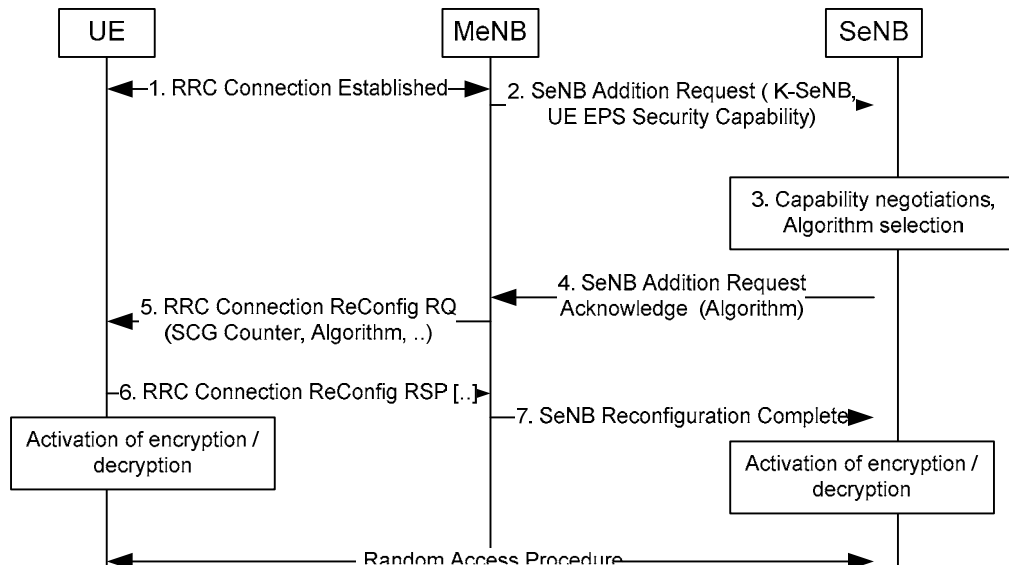 UE
MeNB
SeNB
1. RRC Connection Established
2. SeNB Addition Request ( K-SeNB,
UE EPS Security Capability)
3. Capability negotiations,
Algorithm selection
4. SeNB Addition Request
Acknowledge (Algorithm)
5. RRC Connection ReConfig RQ
(SCG Counter, Algorithm, ..)
6. RRC Connection ReConfig RSP [..]
7. SeNB Reconfiguration Complete
Activation of encryption /
decryption
Activation of encryption /
decryption
Random Access Procedure